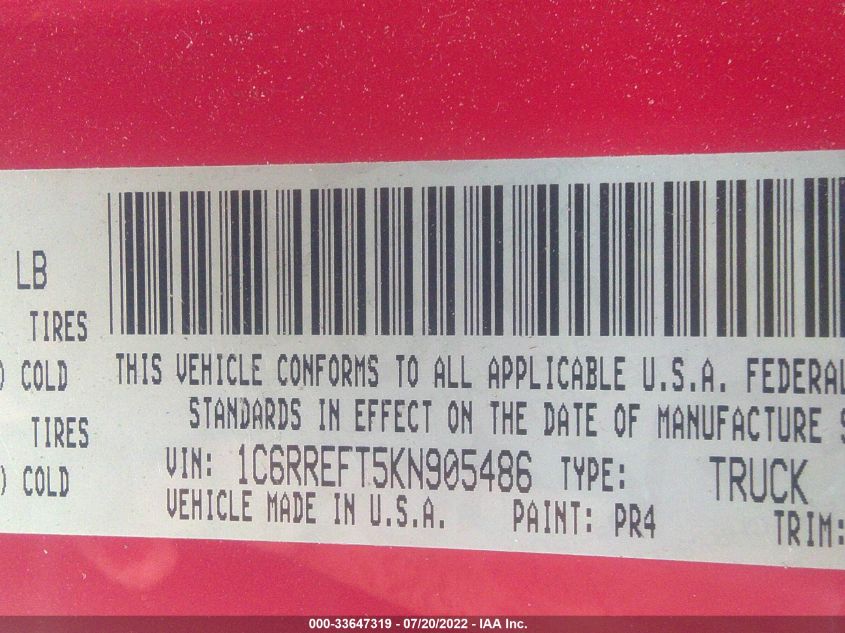 LB
TIRES
) COLD
TIRES
) COLD
THIS VEHICLE CONFORMS TO ALL APPLICABLE U.S.A. FEDERAL
STANDARDS IN EFFECT ON THE DATE OF MANUFACTURE S
VIN: 1C6RREFT5KN905486 TYPE: TRUCK
VEHICLE MADE IN U.S.A. PAINT: PR4 TRIM:
000-33647319 - 07/20/2022 - IAA Inc.